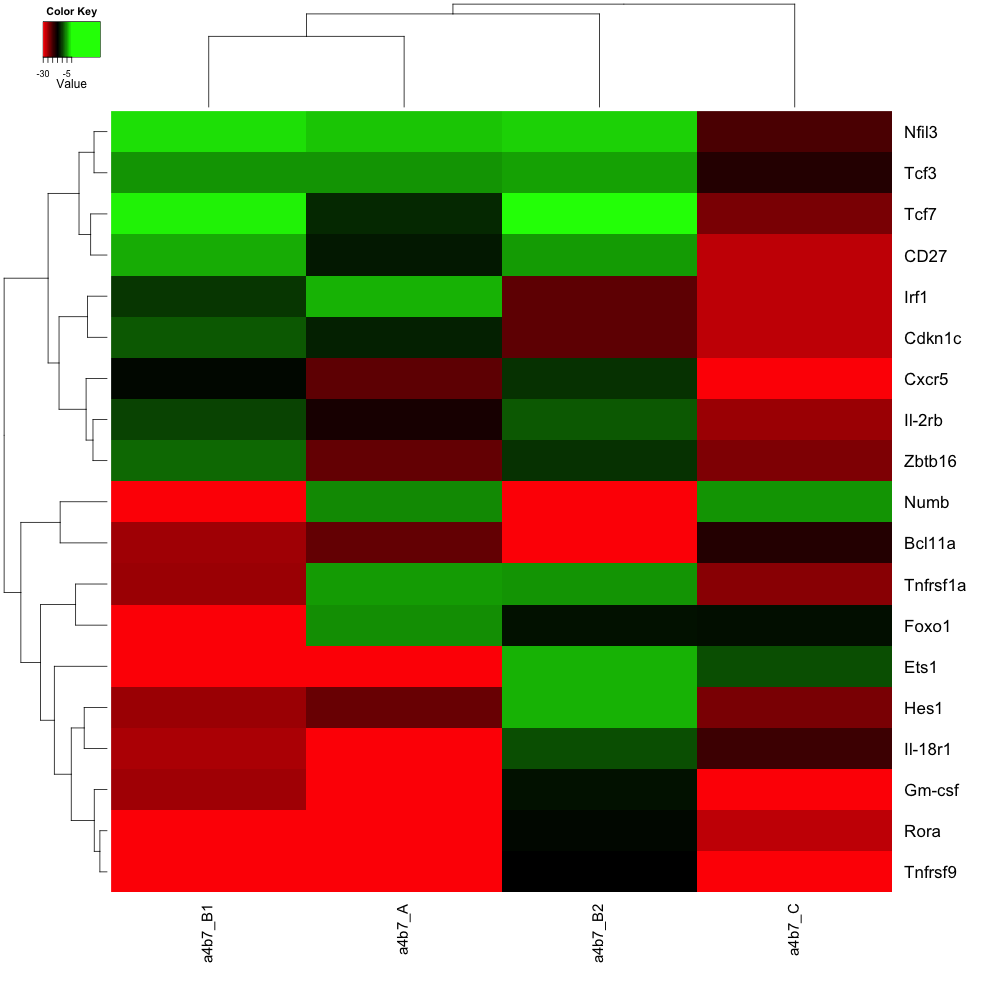 Color Key
-30 -5
Value
Nfil3
Tcf3
Tcf7
CD27
Irf1
Cdkn1c
Cxcr5
Il-2rb
Zbtb16
Numb
Bcl11a
Tnfrsf1a
Foxo1
Ets1
Hes1
Il-18r1
Gm-csf
Rora
Tnfrsf9
a4b7_B1
a4b7_A
a4b7_B2
a4b7_C